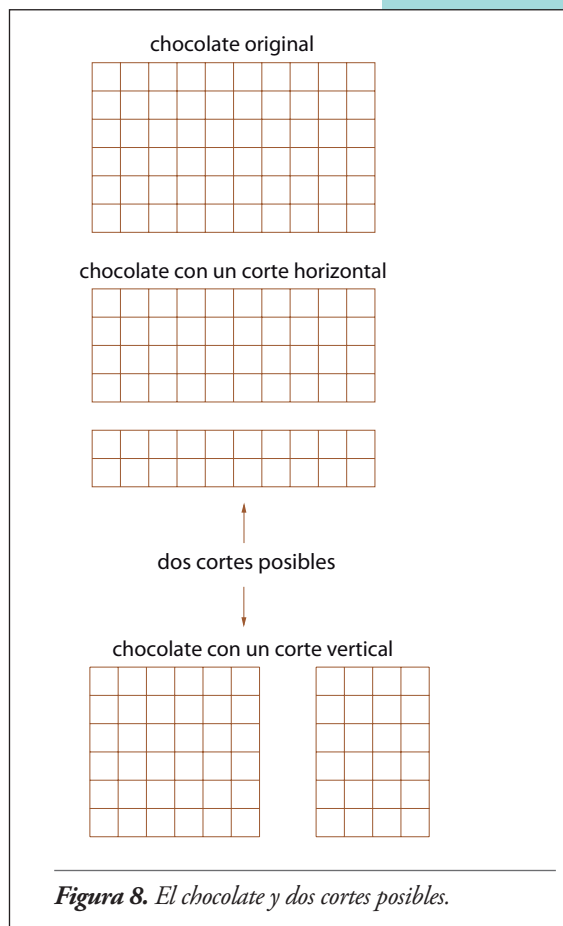 chocolate original
chocolate con un corte horizontal
dos cortes posibles
chocolate con un corte vertical
Figura 8. El chocolate y dos cortes posibles.